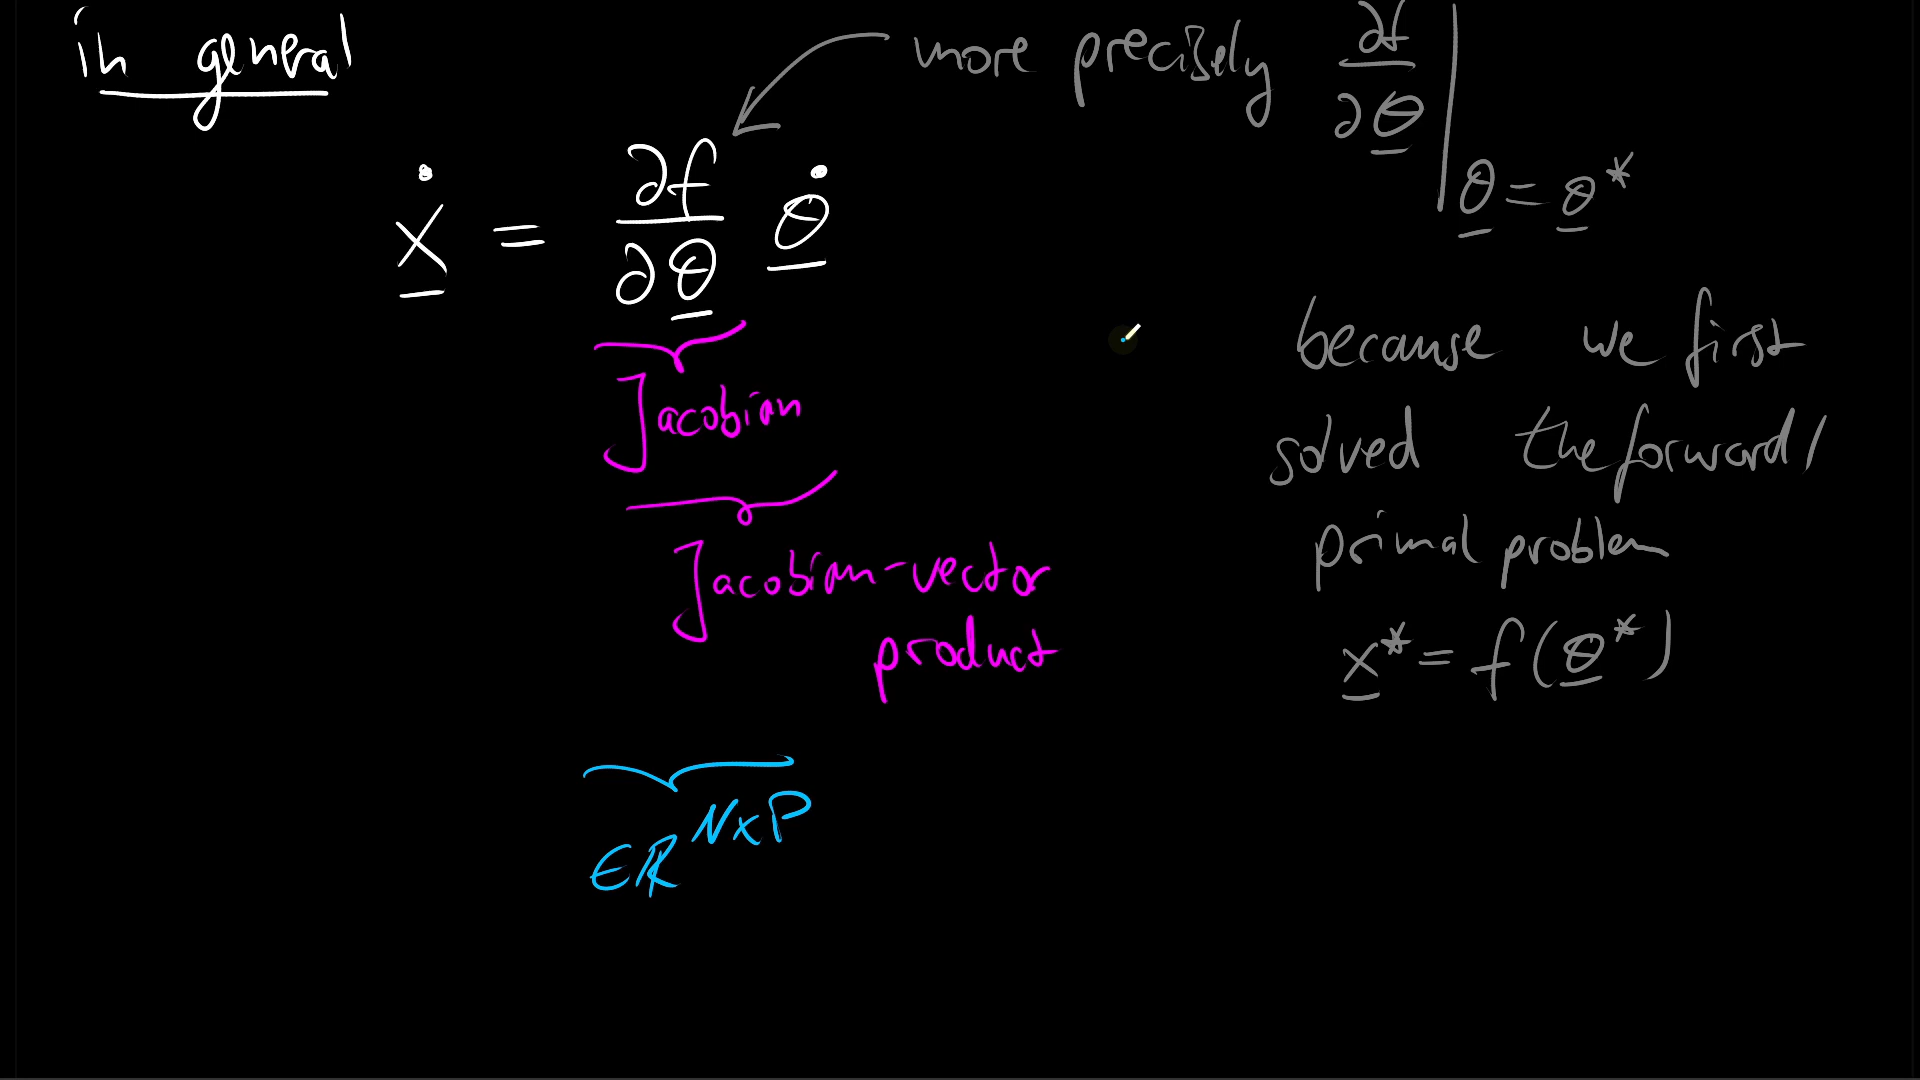 in general
more precisely ∂f/∂θ | θ = θ*
ẋ = ∂f/∂θ θ̇
because we first
solved the forward/
primal problem
x* = f(θ*)
Jacobian
Jacobian-vector
product
∈ℝ^{N×P}